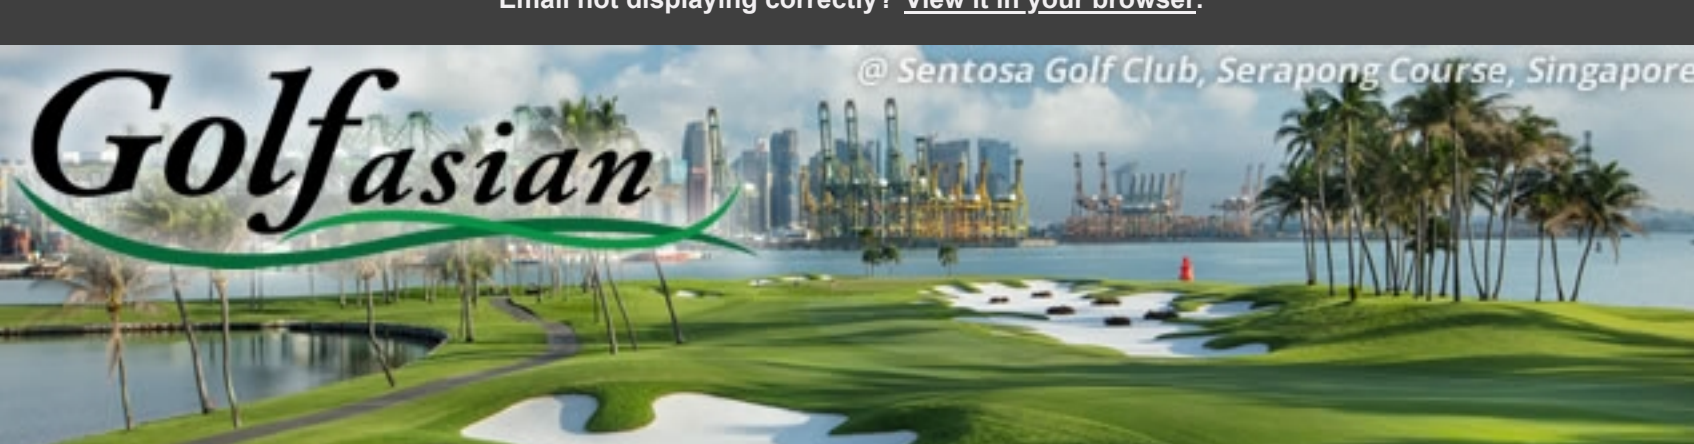 Email not displaying correctly? View it in your browser.
@ Sentosa Golf Club, Serapong Course, Singapore
Golfasian